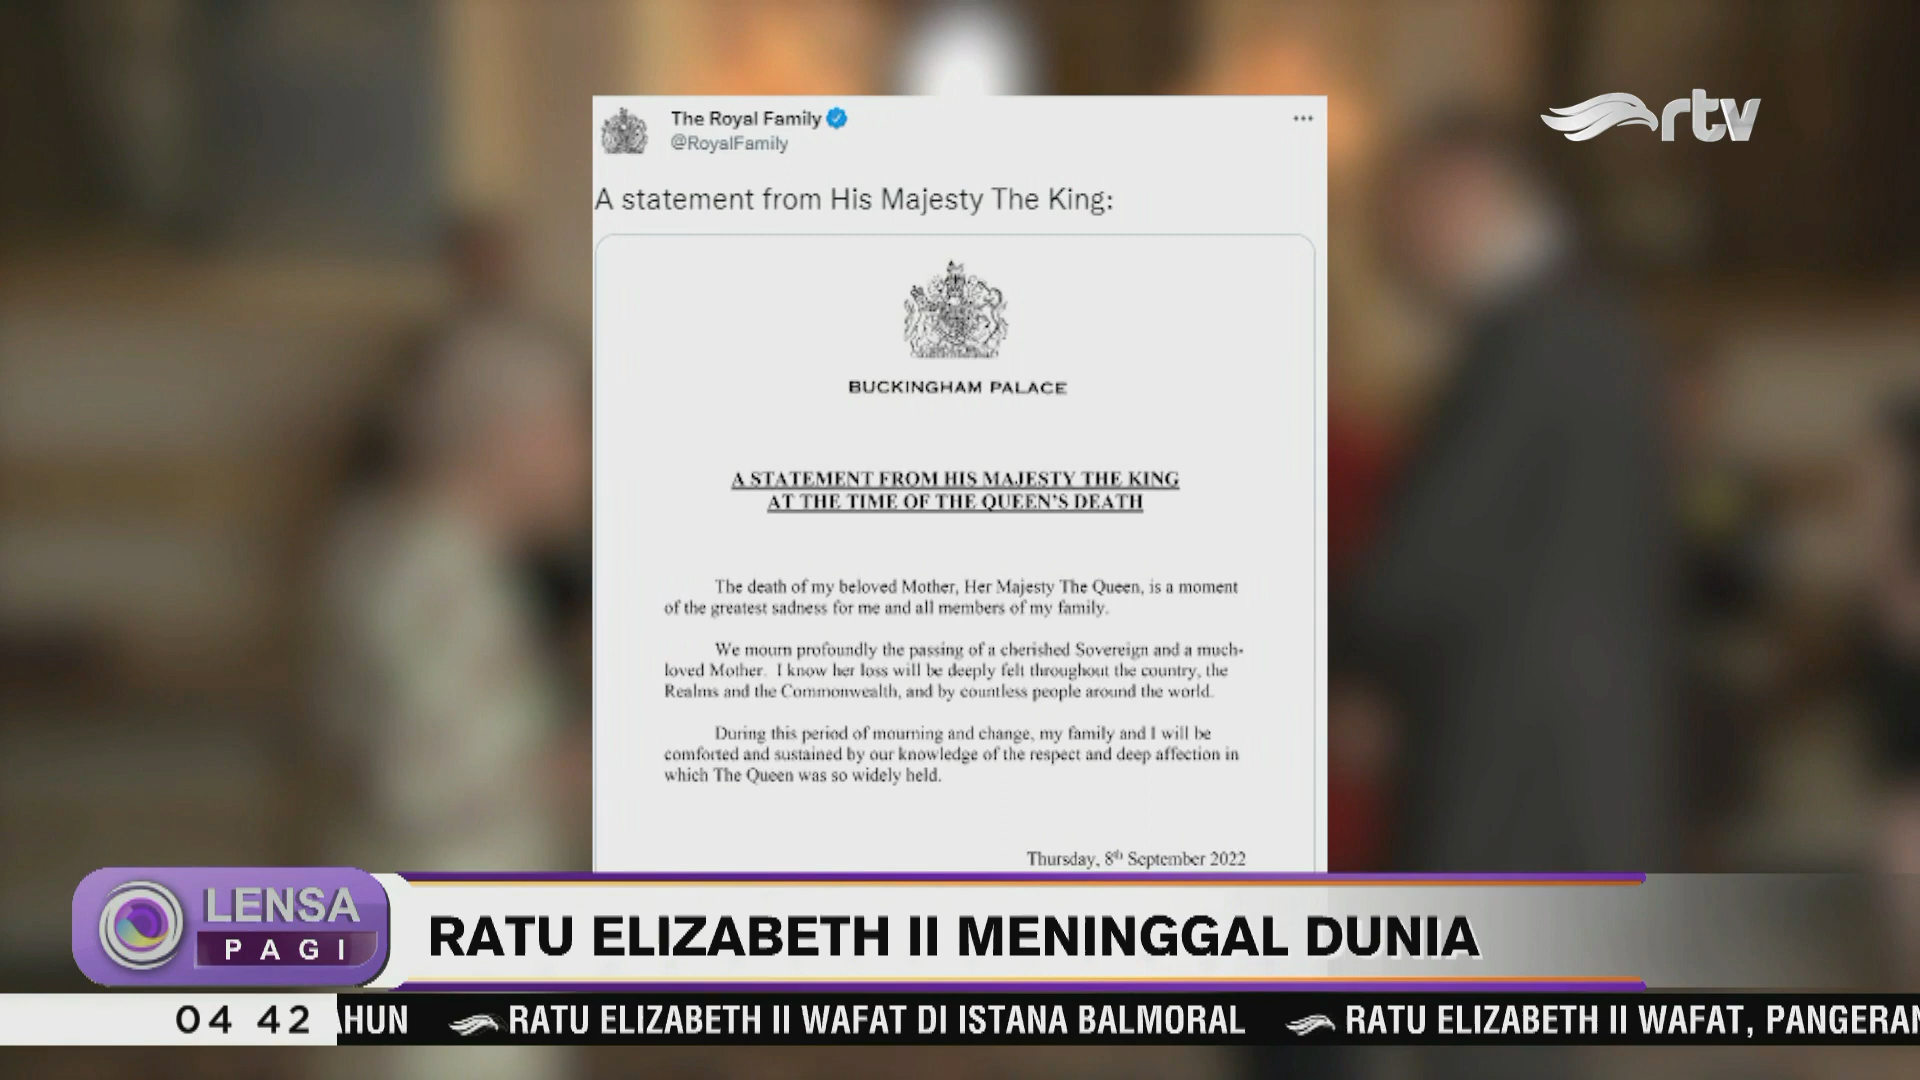 The Royal Family
@RoyalFamily
rtv
A statement from His Majesty The King:
BUCKINGHAM PALACE
A STATEMENT FROM HIS MAJESTY THE KING
AT THE TIME OF THE QUEEN'S DEATH
The death of my beloved Mother, Her Majesty The Queen, is a moment
of the greatest sadness for me and all members of my family.
We mourn profoundly the passing of a cherished Sovereign and a much-
loved Mother. I know her loss will be deeply felt throughout the country, the
Realms and the Commonwealth, and by countless people around the world.
During this period of mourning and change, my family and I will be
comforted and sustained by our knowledge of the respect and deep affection in
which The Queen was so widely held.
Thursday, 8th September 2022
LENSA
PAGI
RATU ELIZABETH II MENINGGAL DUNIA
04 42
AHUN RATU ELIZABETH II WAFAT DI ISTANA BALMORAL RATU ELIZABETH II WAFAT, PANGERAN